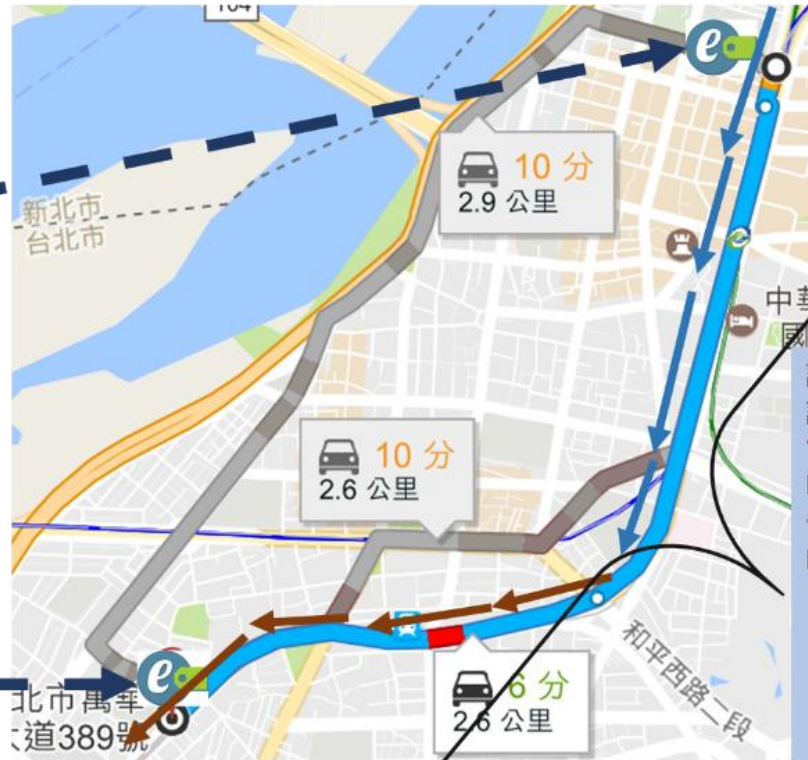 104
新北市
台北市
10 分
2.9 公里
中華
國
10 分
2.6 公里
6 分
2.6 公里
和平西路二段
北市萬華
大道389號